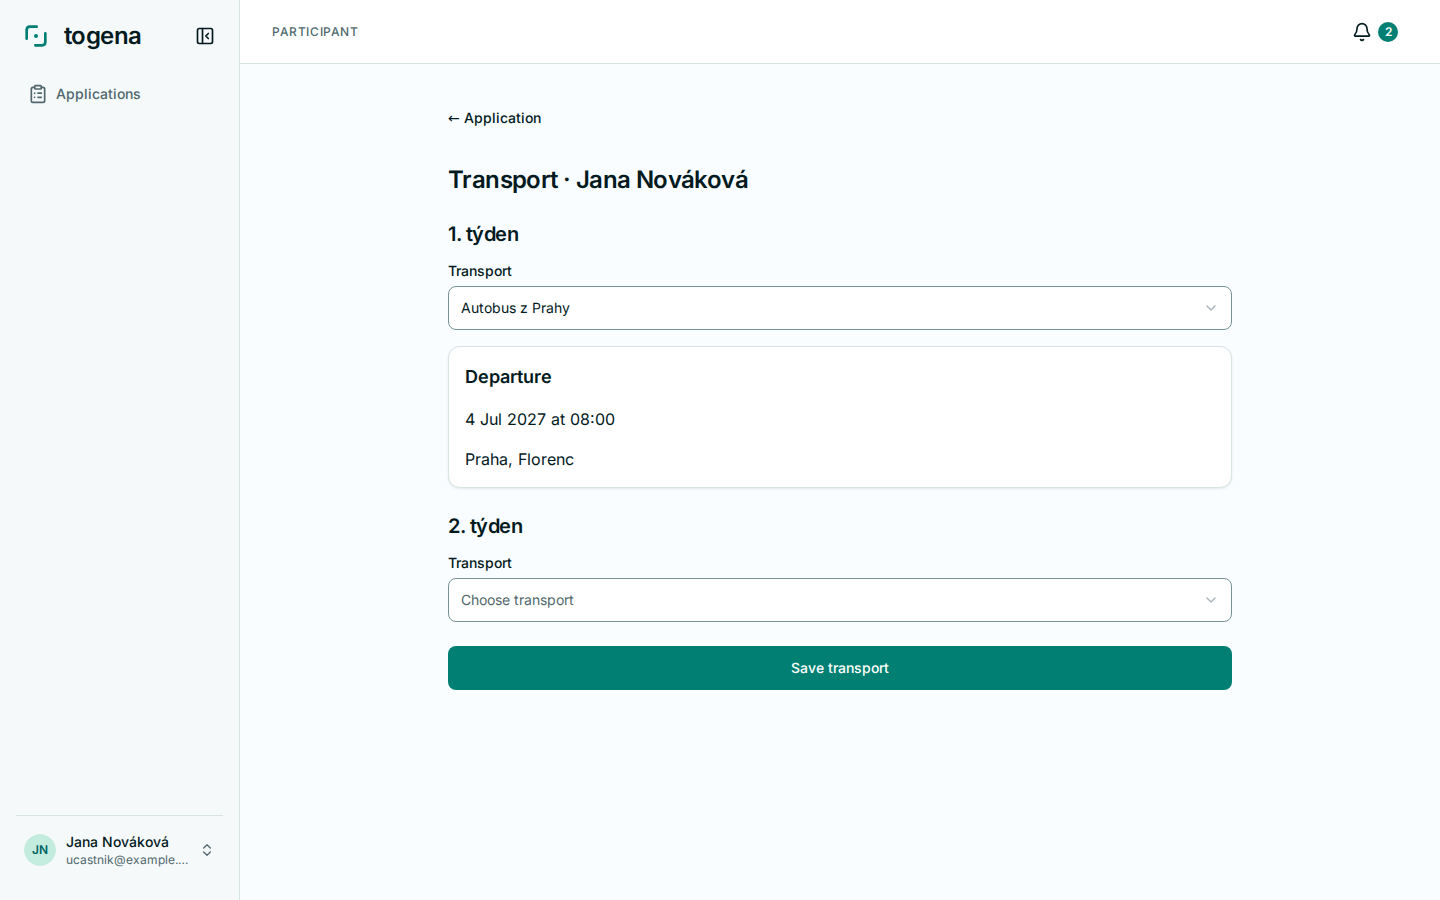 togena
Applications
PARTICIPANT
2
← Application
Transport · Jana Nováková
1. týden
Transport
Autobus z Prahy
Departure
4 Jul 2027 at 08:00
Praha, Florenc
2. týden
Transport
Choose transport
Save transport
JN
Jana Nováková
ucastnik@example....